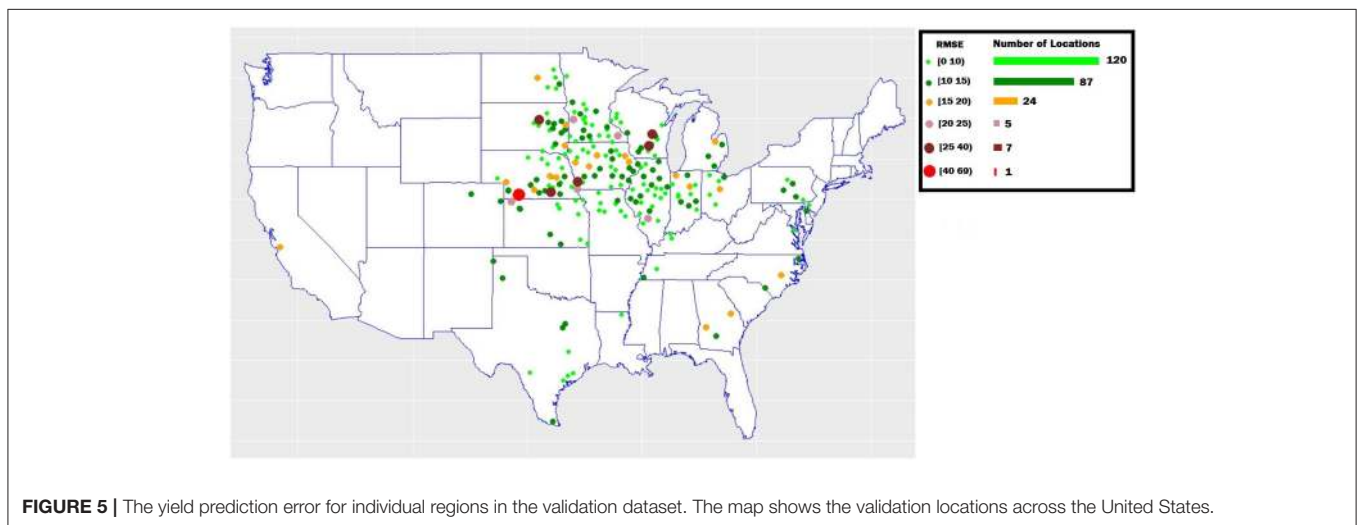 RMSE Number of Locations
[0 10) 120
[10 15) 87
[15 20) 24
[20 25) 5
[25 40) 7
[40 69) 1
FIGURE 5 | The yield prediction error for individual regions in the validation dataset. The map shows the validation locations across the United States.